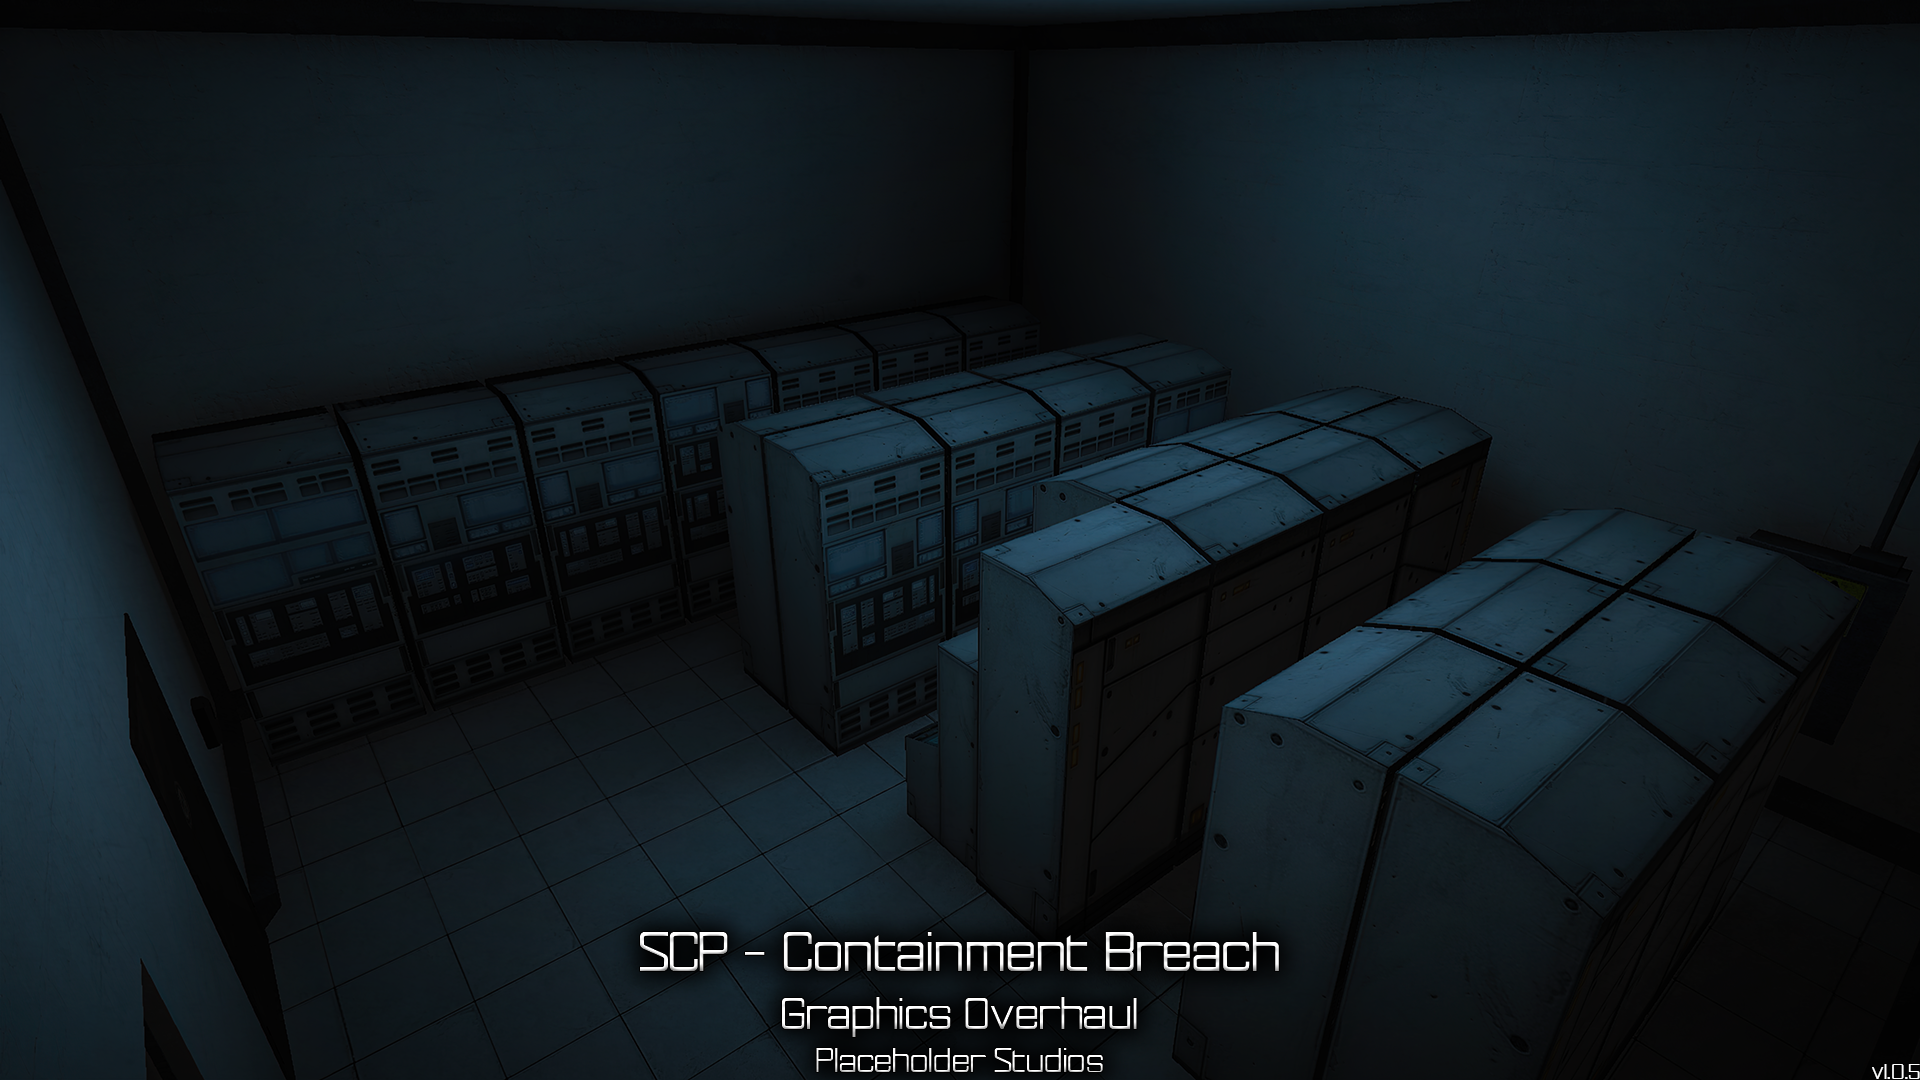 SCP - Containment Breach
Graphics Overhaul
Placeholder Studios
v1.0.5